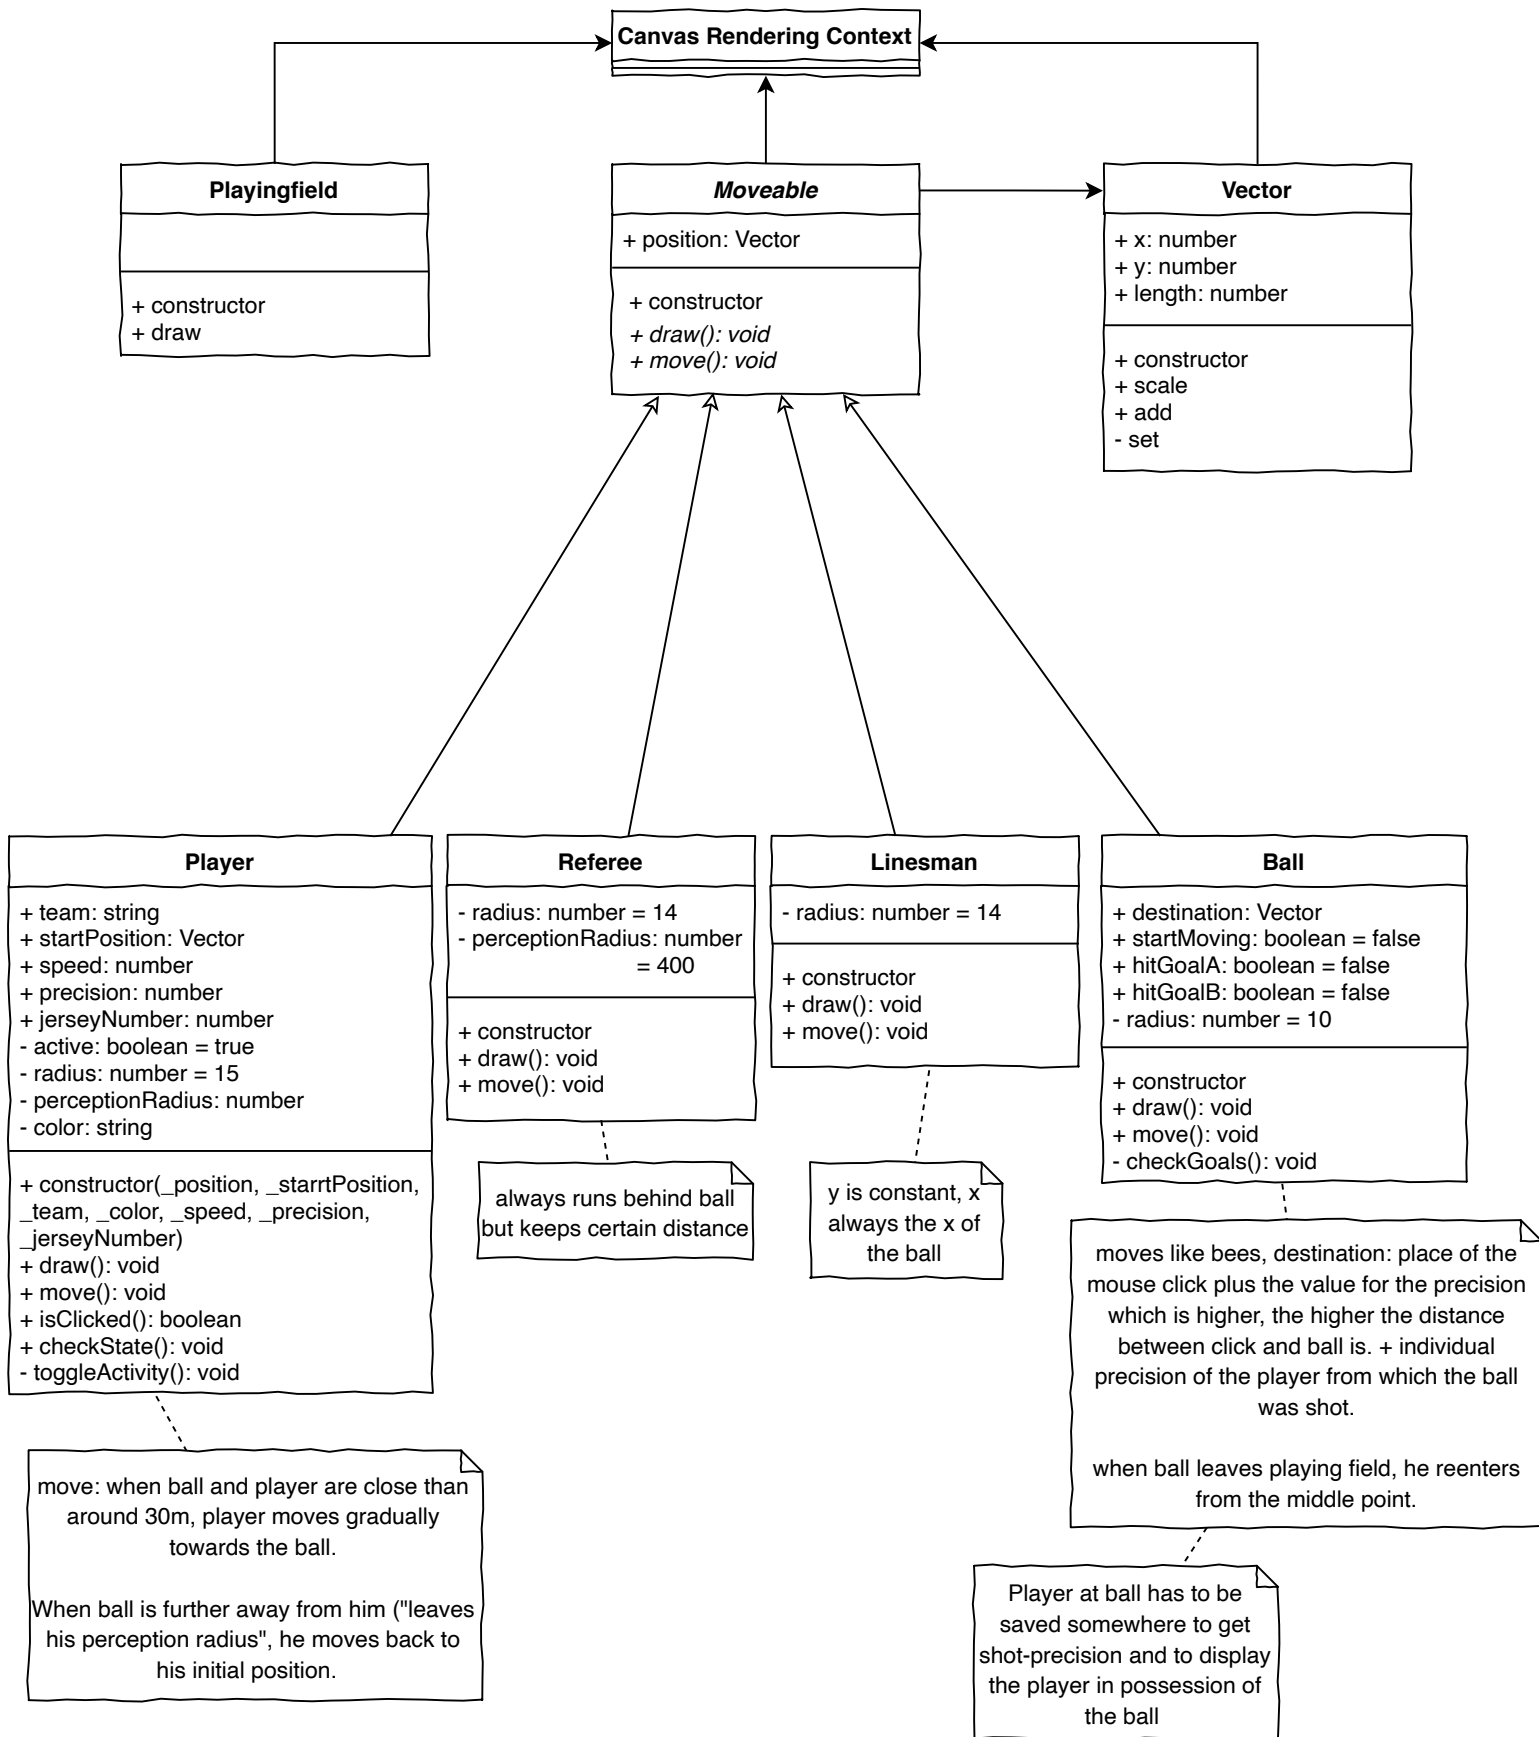 Canvas Rendering Context
Playingfield
+ constructor
+ draw
Moveable
+ position: Vector
+ constructor
+ draw(): void
+ move(): void
Vector
+ x: number
+ y: number
+ length: number
+ constructor
+ scale
+ add
- set
Player
+ team: string
+ startPosition: Vector
+ speed: number
+ precision: number
+ jerseyNumber: number
- active: boolean = true
- radius: number = 15
- perceptionRadius: number
- color: string
+ constructor(_position, _starrtPosition,
_team, _color, _speed, _precision,
_jerseyNumber)
+ draw(): void
+ move(): void
+ isClicked(): boolean
+ checkState(): void
- toggleActivity(): void
move: when ball and player are close than
around 30m, player moves gradually
towards the ball.
When ball is further away from him ("leaves
his perception radius", he moves back to
his initial position.
Referee
- radius: number = 14
- perceptionRadius: number
= 400
+ constructor
+ draw(): void
+ move(): void
always runs behind ball
but keeps certain distance
Linesman
- radius: number = 14
+ constructor
+ draw(): void
+ move(): void
y is constant, x
always the x of
the ball
Ball
+ destination: Vector
+ startMoving: boolean = false
+ hitGoalA: boolean = false
+ hitGoalB: boolean = false
- radius: number = 10
+ constructor
+ draw(): void
+ move(): void
- checkGoals(): void
moves like bees, destination: place of the
mouse click plus the value for the precision
which is higher, the higher the distance
between click and ball is. + individual
precision of the player from which the ball
was shot.
when ball leaves playing field, he reenters
from the middle point.
Player at ball has to be
saved somewhere to get
shot-precision and to display
the player in possession of
the ball